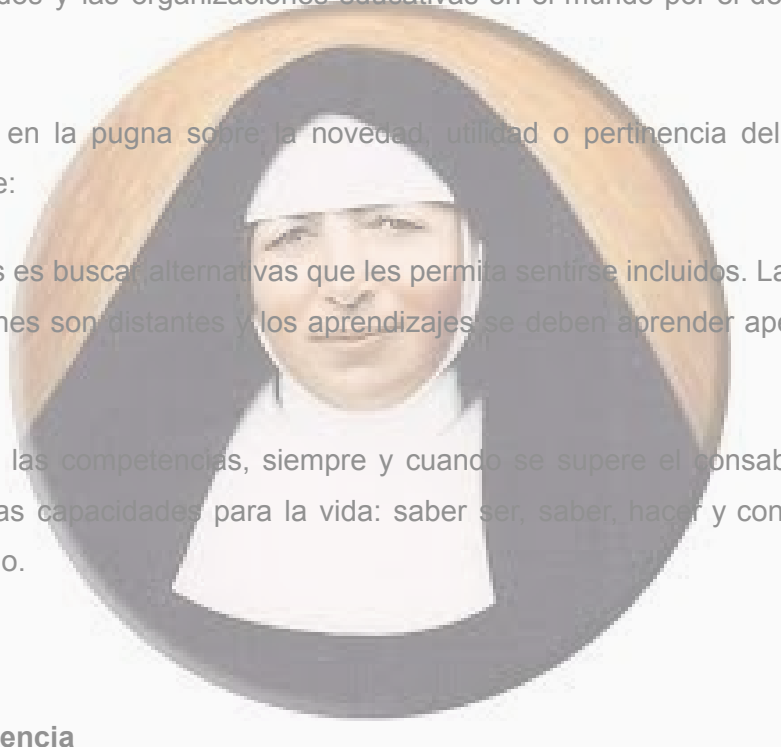 y las organizaciones educativas en el mundo por el de
en la pugna sobre la novedad, utilidad o pertinencia del
e:
s es buscar alternativas que les permita sentirse incluidos. La
nes son distantes y los aprendizajes se deben aprender apo
las competencias, siempre y cuando se supere el consab
as capacidades para la vida: saber ser, saber, hacer y con
o.
encia